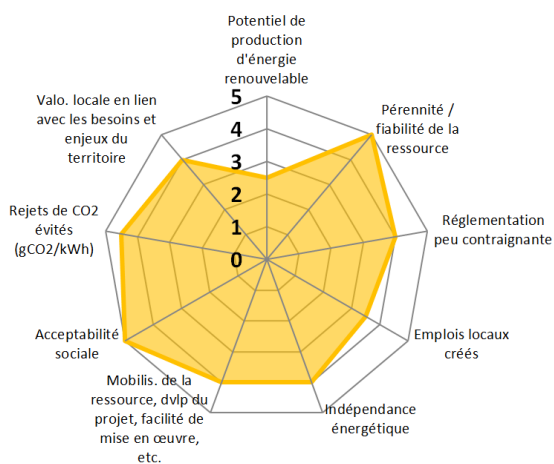 Potentiel de
production
d'énergie
renouvelable
5
4
3
2
1
0
Pérennité /
fiabilité de la
ressource
Réglementation
peu contraignante
Emplois locaux
créés
Indépendance
énergétique
Mobilis. de la
ressource, dvlp du
projet, facilité de
mise en œuvre,
etc.
Acceptabilité
sociale
Rejets de CO2
évités
(gCO2/kWh)
Valo. locale en lien
avec les besoins et
enjeux du
territoire